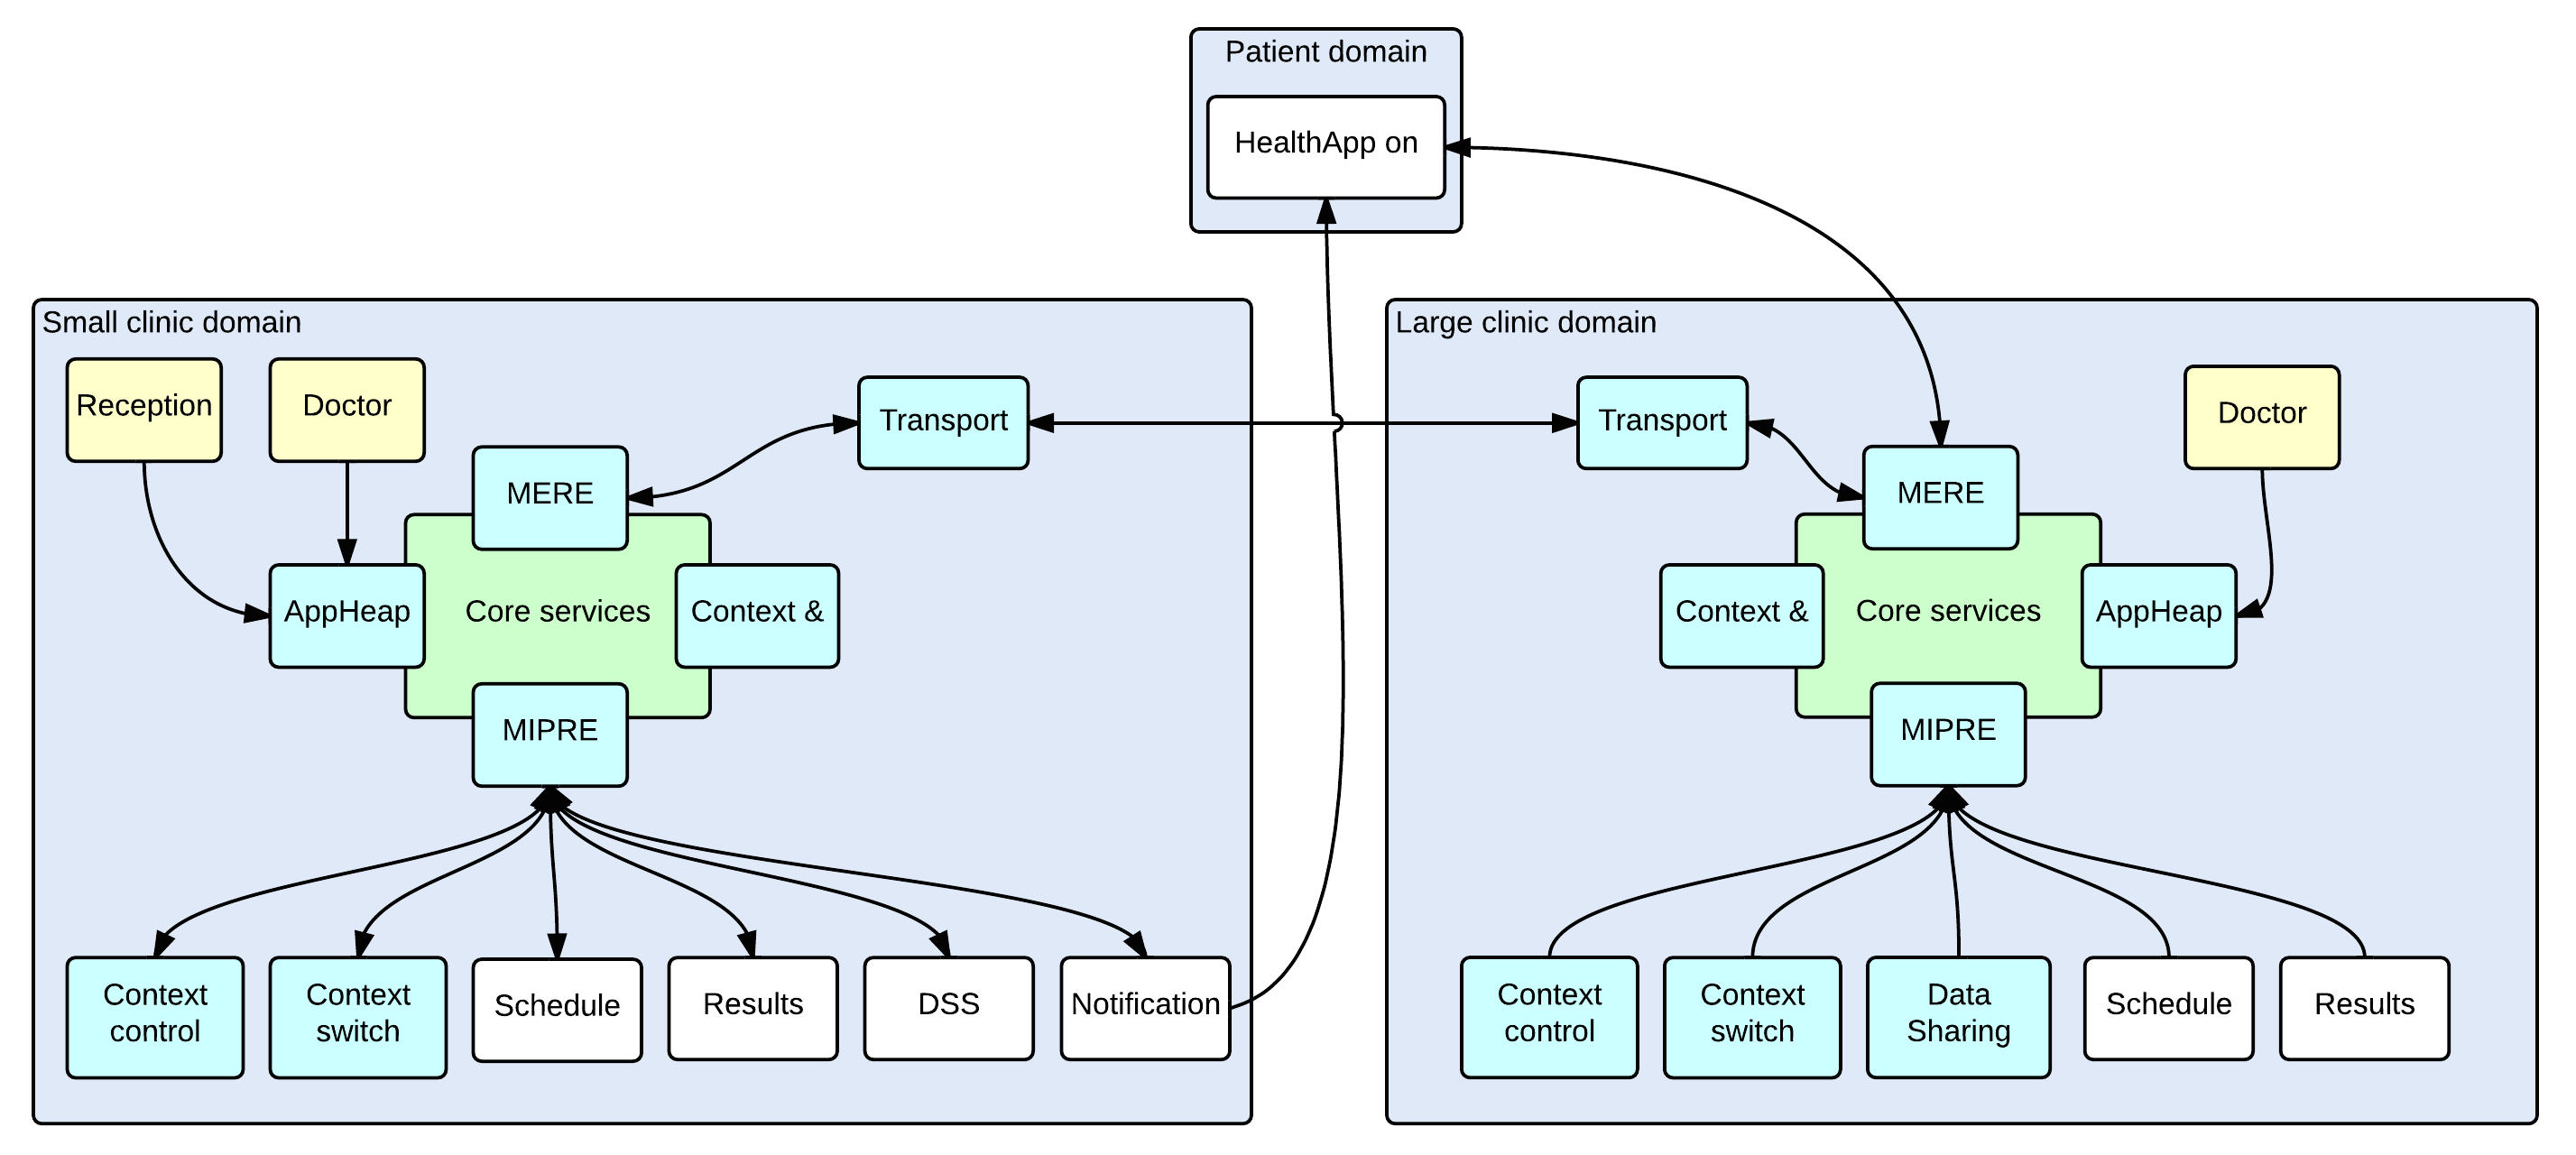 Patient domain
HealthApp on
Small clinic domain
Reception
Doctor
Transport
MERE
AppHeap
Core services
Context &
MIPRE
Context
control
Context
switch
Schedule
Results
DSS
Notification
Large clinic domain
Transport
Doctor
MERE
Context &
Core services
AppHeap
MIPRE
Context
control
Context
switch
Data
Sharing
Schedule
Results